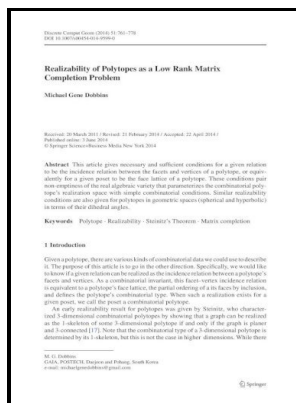 Discrete Comput Geom (2014) 51:761–778
DOI 10.1007/s00454-014-9599-0
Realizability of Polytopes as a Low Rank Matrix
Completion Problem
Michael Gene Dobbins
Received: 20 March 2013 / Revised: 21 February 2014 / Accepted: 22 April 2014 /
Published online: 5 June 2014
© Springer Science+Business Media New York 2014
Abstract This article gives necessary and sufficient conditions for a given relation
to be the incidence relation between the facets and vertices of a polytope, or equiv-
alently for a given poset to be the face lattice of a polytope. These conditions pair
non-emptiness of the real algebraic variety that parameterizes the combinatorial poly-
tope's realization space with simple combinatorial conditions. Similar realizability
conditions are also given for polytopes in geometric spaces (spherical and hyperbolic)
in terms of their dihedral angles.
Keywords Polytope · Realizability · Steinitz's Theorem · Matrix completion
1 Introduction
Given a polytope, there are various kinds of combinatorial data we could use to describe
it. The purpose of this article is to go in the other direction. Specifically, we would like
to know if a given relation can be realized as the incidence relation between a polytope's
facets and vertices. As a combinatorial invariant, this facet-vertex incidence relation
is equivalent to a polytope's face lattice, the partial ordering of its faces by inclusion,
and defines the polytope's combinatorial type. When such a realization exists for a
given poset, we call the poset a combinatorial polytope.
An early realizability result for polytopes was given by Steinitz, who character-
ized 3-dimensional combinatorial polytopes by showing that a graph can be realized
as the 1-skeleton of some 3-dimensional polytope if and only if the graph is planar
and 3-connected [17]. Note that the combinatorial type of a 3-dimensional polytope is
determined by its 1-skeleton, but this is not the case in higher dimensions. While there
M. G. Dobbins
GAIA, POSTECH, Daejeon and Pohang, South Korea
e-mail: michaelgenedobbins@gmail.com
Springer